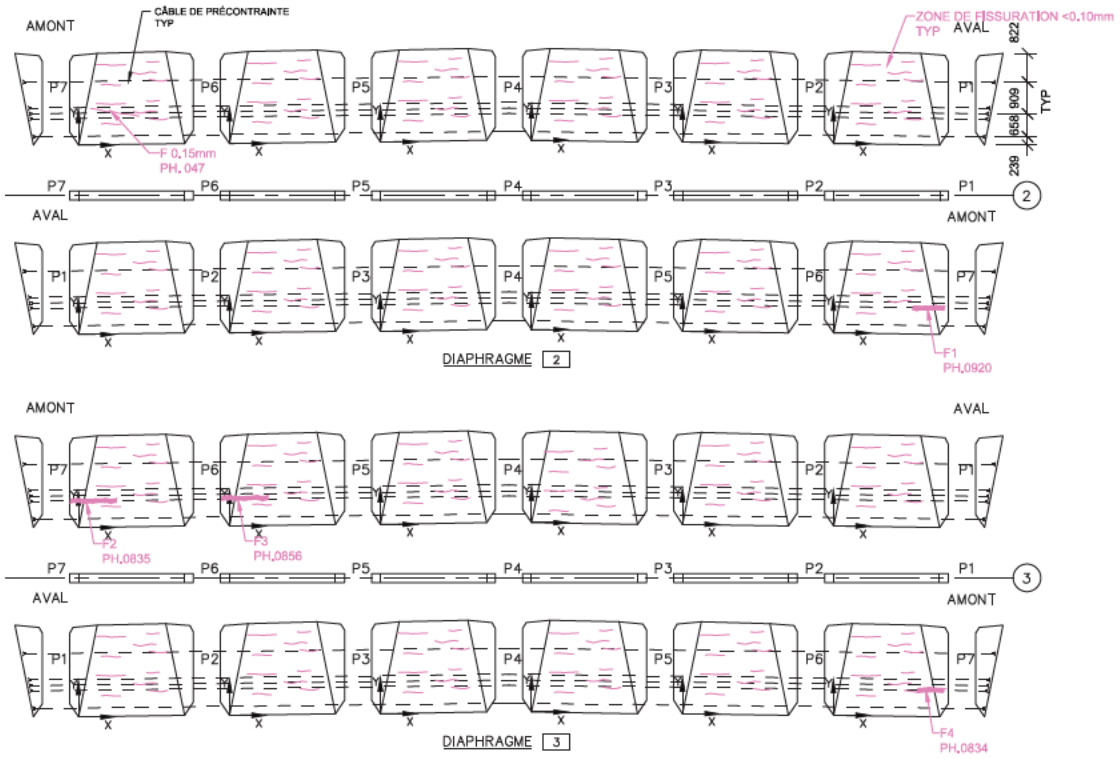 CÂBLE DE PRÉCONTRAINTE
TYP
ZONE DE FISSURATION <0.10mm
TYP
AMONT
AVAL
822
P7
P6
P5
P4
P3
P2
P1
909
TYP
658
239
Y
Y
Y
Y
Y
Y
X
X
X
X
X
X
F 0.15mm
PH. 047
P7
P6
P5
P4
P3
P2
P1
2
AVAL
AMONT
P1
P2
P3
P4
P5
P6
P7
Y
Y
Y
Y
Y
Y
X
X
X
X
X
X
F1
PH.0920
DIAPHRAGME 2
AMONT
AVAL
P7
P6
P5
P4
P3
P2
P1
Y
Y
Y
Y
Y
Y
X
X
X
X
X
X
F2
PH.0835
F3
PH.0856
P7
P6
P5
P4
P3
P2
P1
3
AVAL
AMONT
P1
P2
P3
P4
P5
P6
P7
Y
Y
Y
Y
Y
Y
X
X
X
X
X
X
F4
PH.0834
DIAPHRAGME 3